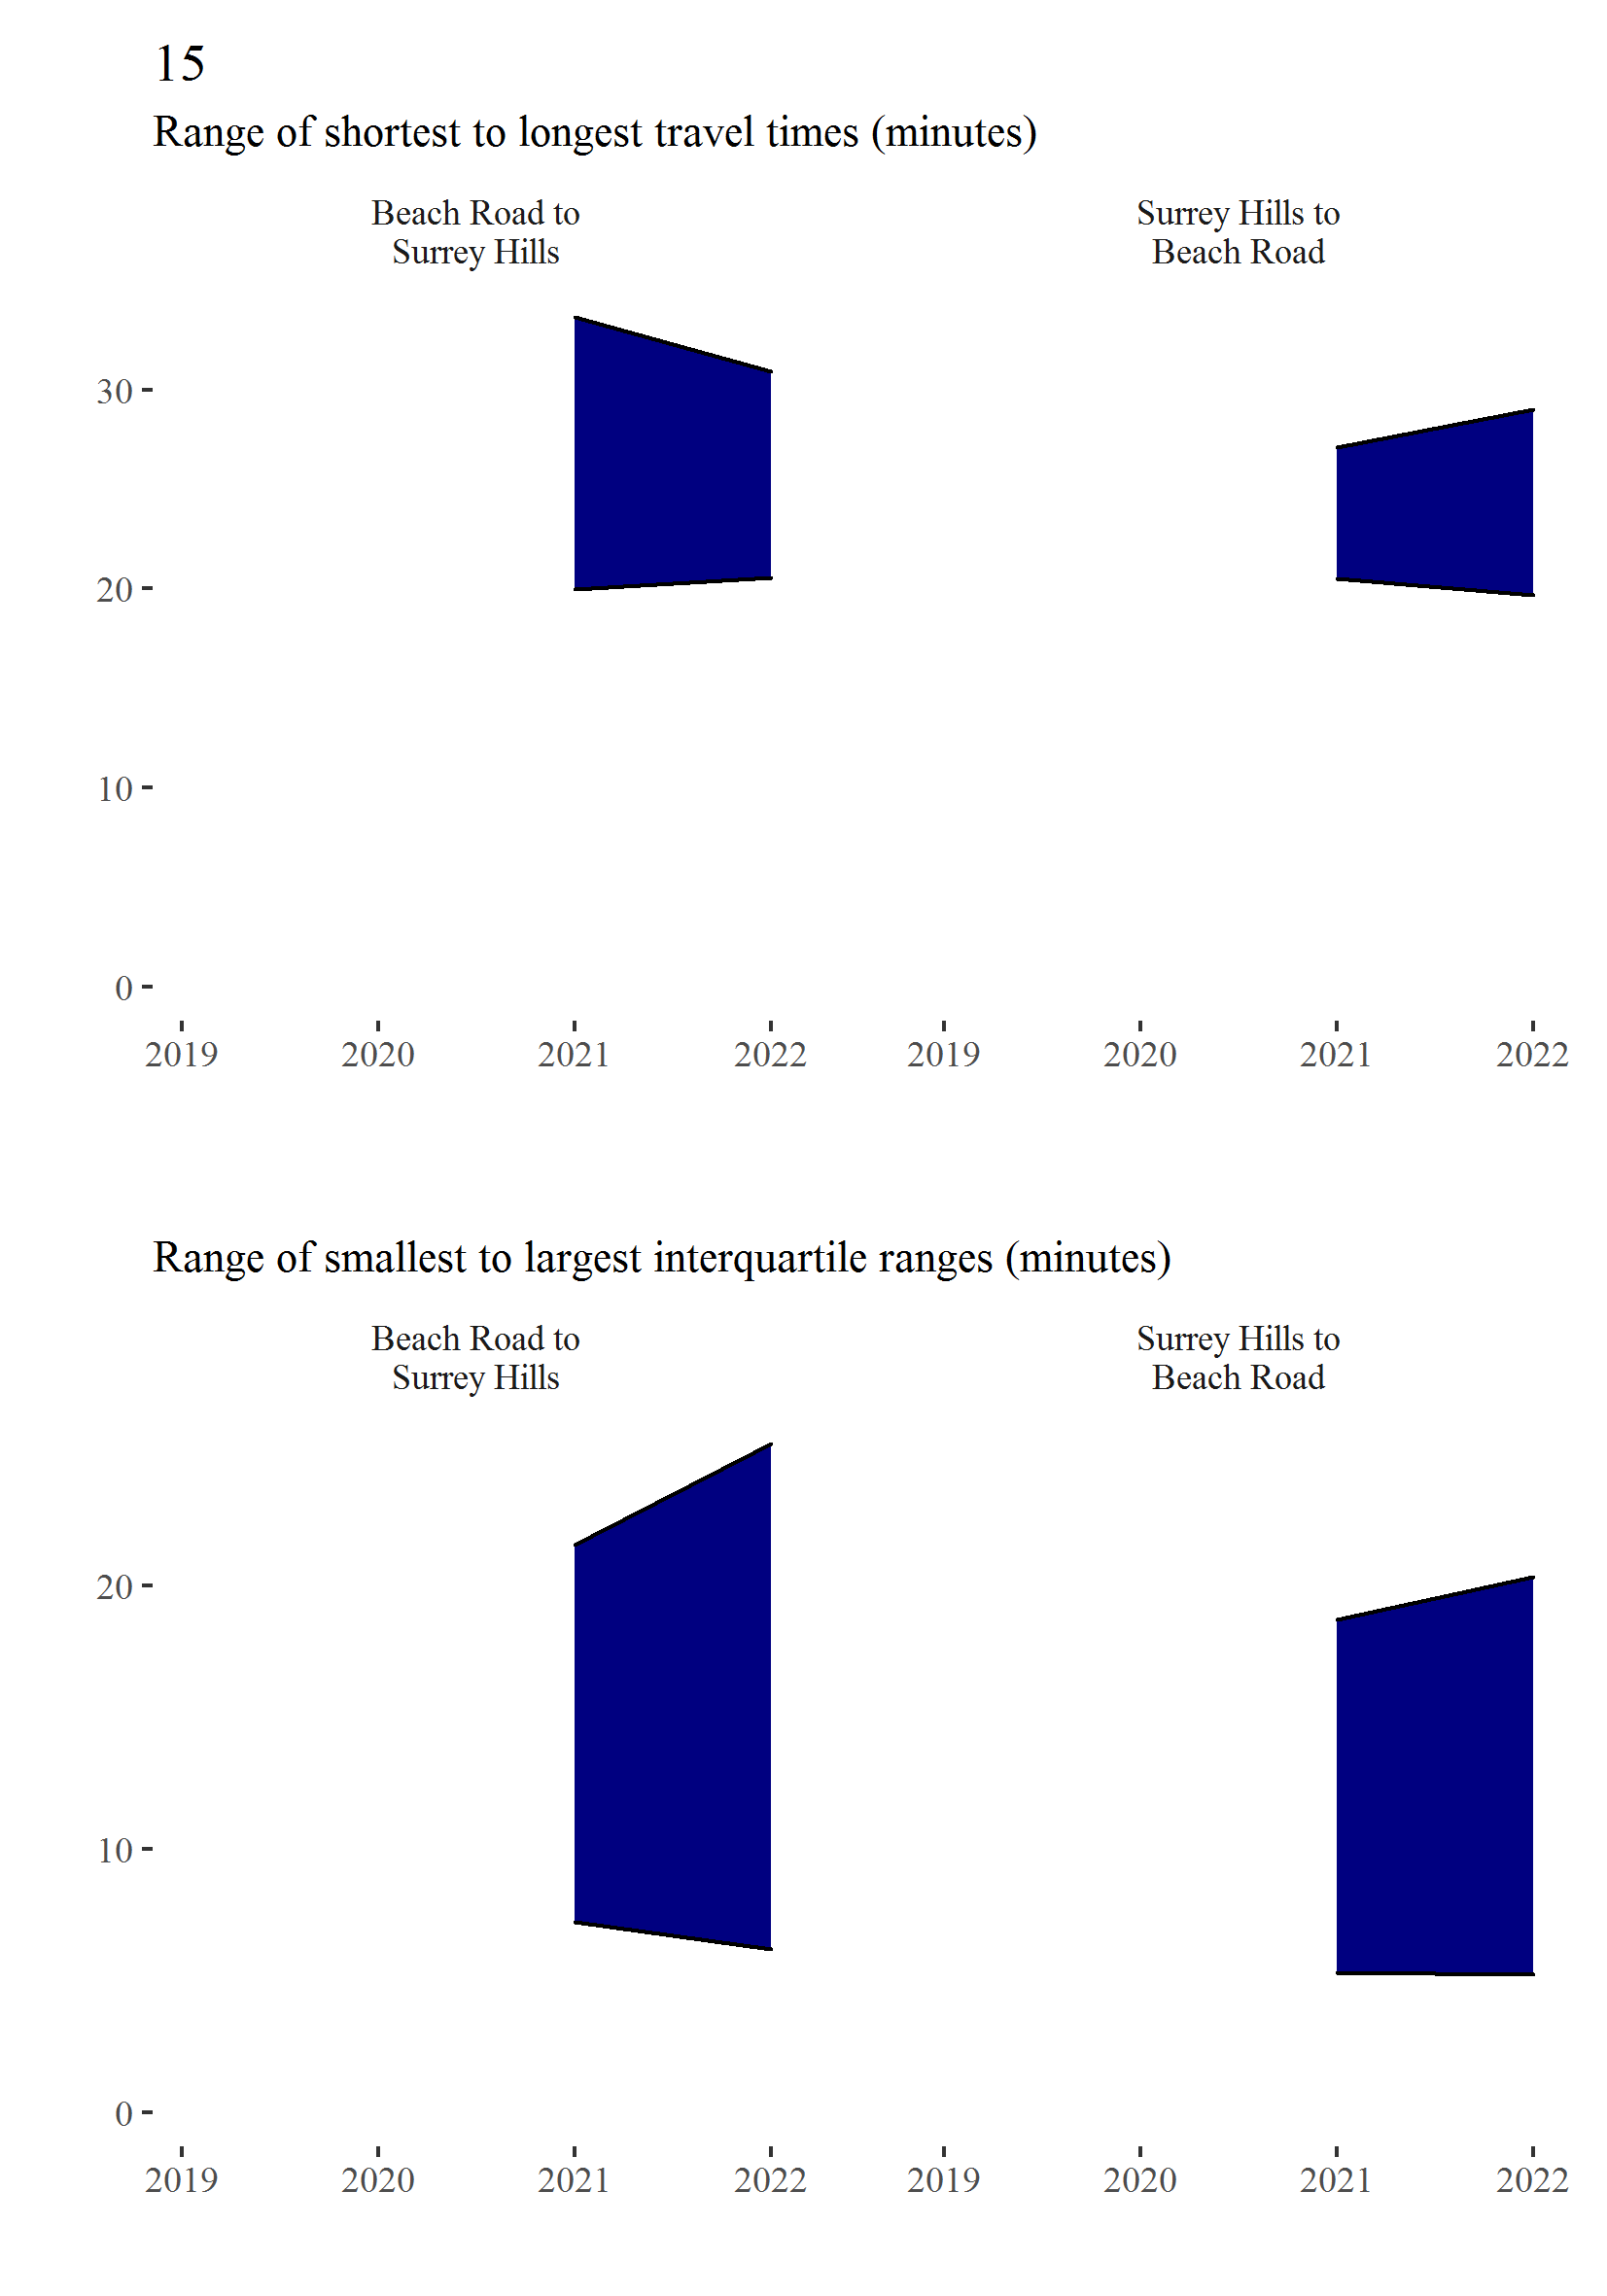 15
Range of shortest to longest travel times (minutes)
Beach Road to
Surrey Hills
Surrey Hills to
Beach Road
30
20
10
0
2019 2020 2021 2022 2019 2020 2021 2022
Range of smallest to largest interquartile ranges (minutes)
Beach Road to
Surrey Hills
Surrey Hills to
Beach Road
20
10
0
2019 2020 2021 2022 2019 2020 2021 2022